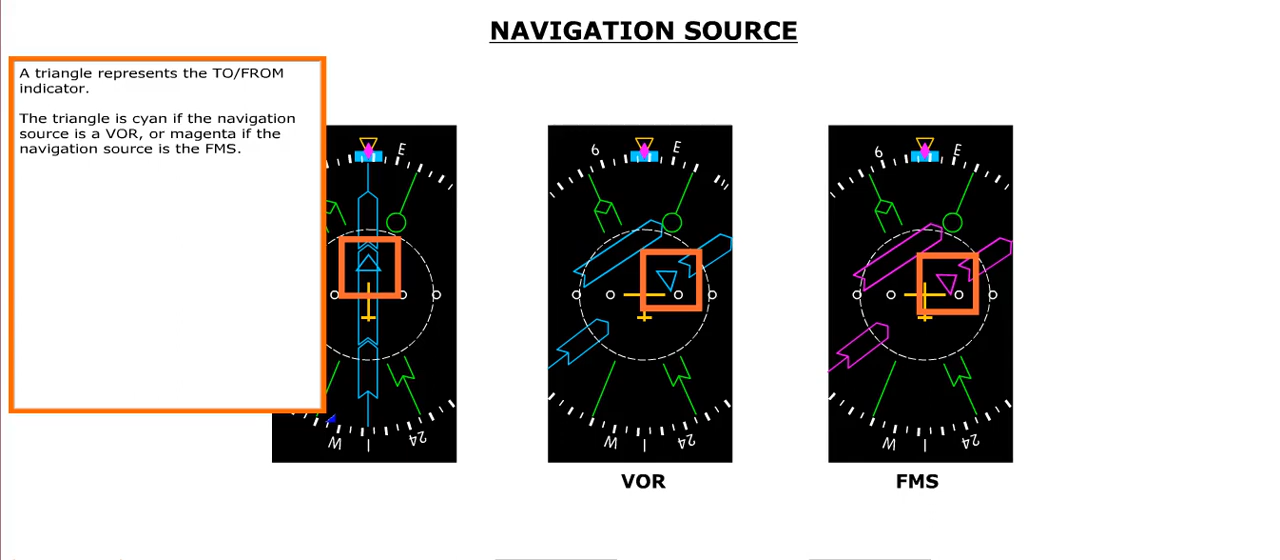 NAVIGATION SOURCE
A triangle represents the TO/FROM
indicator.
The triangle is cyan if the navigation
source is a VOR, or magenta if the
navigation source is the FMS.
E
W
24
6
E
W
24
6
E
W
24
VOR
FMS